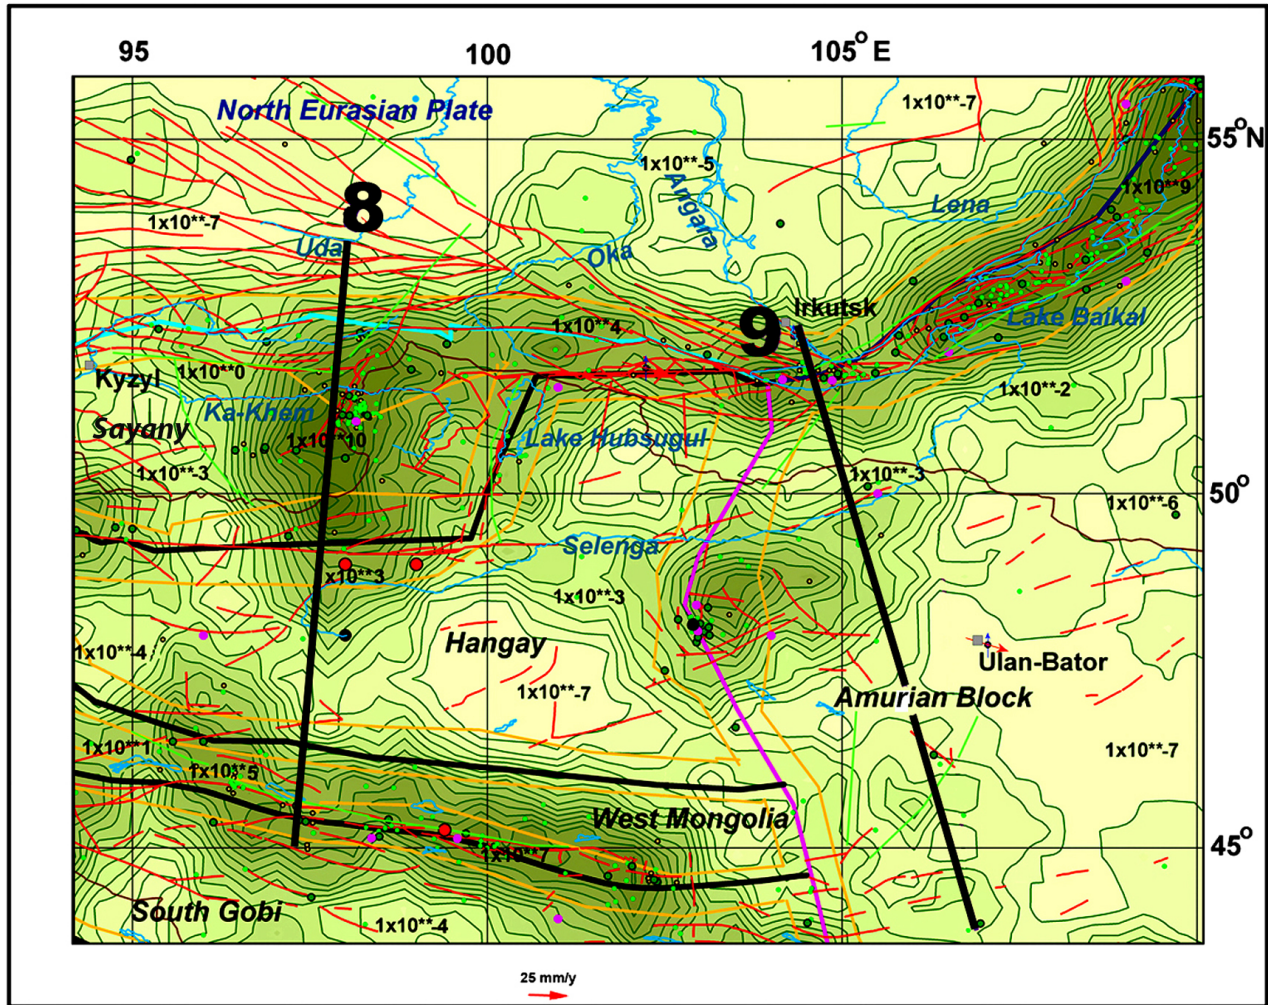 95
100
105° E
North Eurasian Plate
1x10**-7
55°N
1x10**-5
8
Angara
1x10**9
Lena
1x10**-7
Uda
Oka
Irkutsk
Lake Baikal
1x10**4
9
Kyzyl
1x10**0
1x10**-2
Ka-Khem
Sayany
1x10**10
Lake Hubsugul
1x10**-3
1x10**-3
50°
1x10**-6
Selenga
x10**3
1x10**-3
Hangay
1x10**-4
Ulan-Bator
1x10**-7
Amurian Block
1x10**1
1x10**-7
1x10**5
West Mongolia
45°
8
1x10**7
South Gobi
1x10**-4
25 mm/y